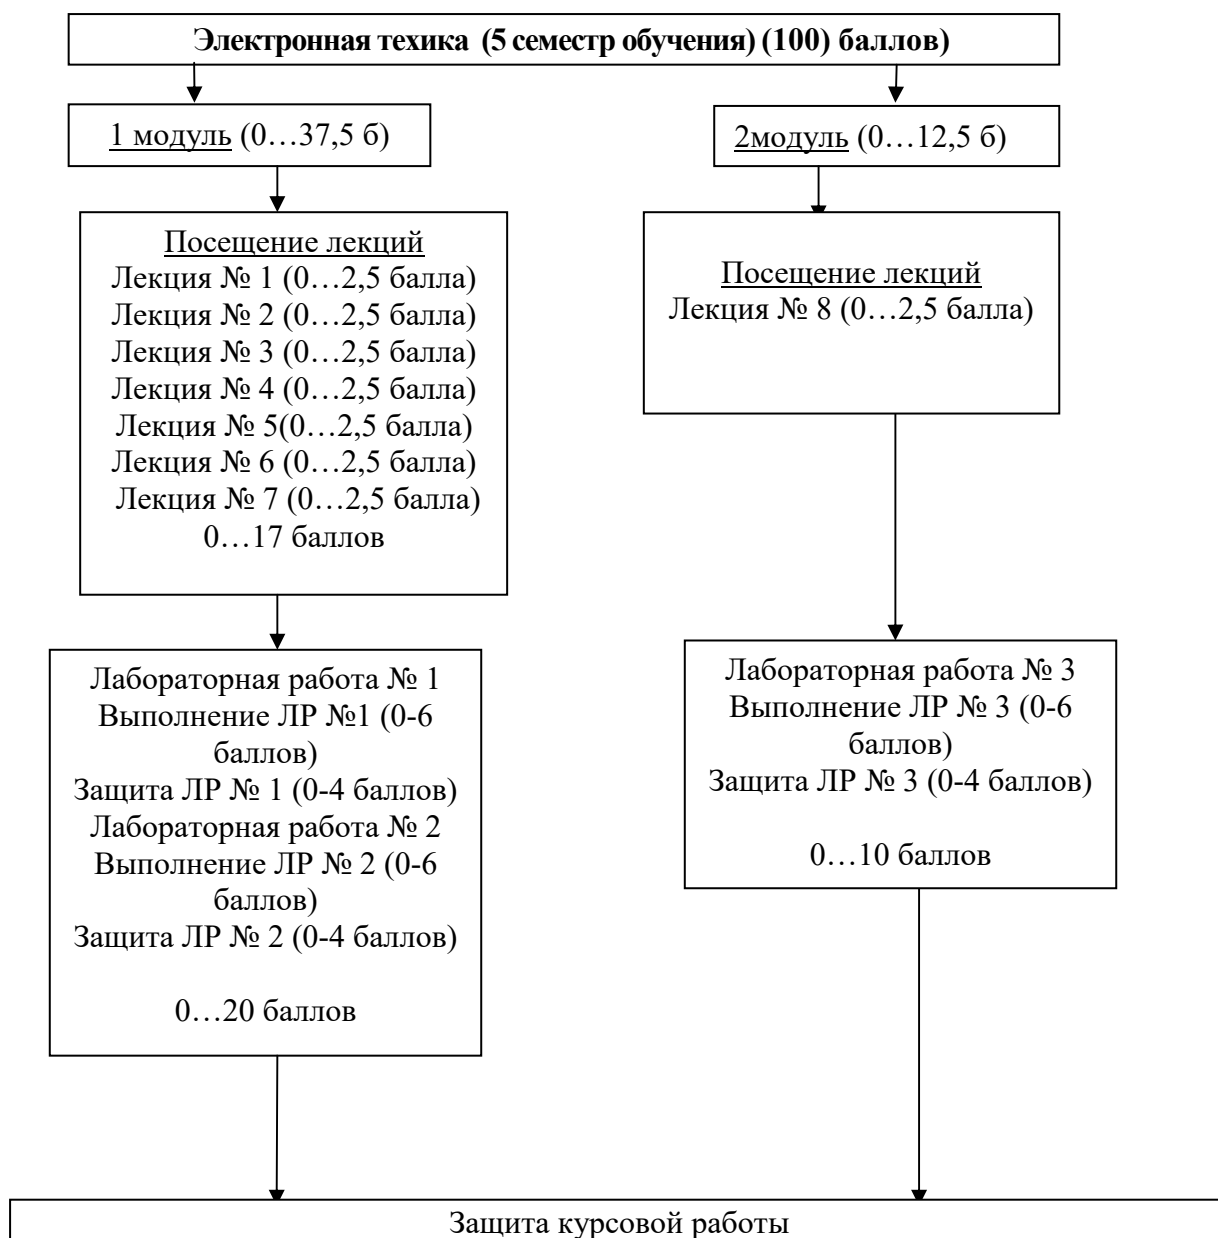 Электронная техика (5 семестр обучения) (100) баллов)
1 модуль (0…37,5 б)
2модуль (0…12,5 б)
Посещение лекций
Лекция № 1 (0…2,5 балла)
Лекция № 2 (0…2,5 балла)
Лекция № 3 (0…2,5 балла)
Лекция № 4 (0…2,5 балла)
Лекция № 5(0…2,5 балла)
Лекция № 6 (0…2,5 балла)
Лекция № 7 (0…2,5 балла)
0…17 баллов
Посещение лекций
Лекция № 8 (0…2,5 балла)
Лабораторная работа № 1
Выполнение ЛР №1 (0-6
баллов)
Защита ЛР № 1 (0-4 баллов)
Лабораторная работа № 2
Выполнение ЛР № 2 (0-6
баллов)
Защита ЛР № 2 (0-4 баллов)
0…20 баллов
Лабораторная работа № 3
Выполнение ЛР № 3 (0-6
баллов)
Защита ЛР № 3 (0-4 баллов)
0…10 баллов
Защита курсовой работы